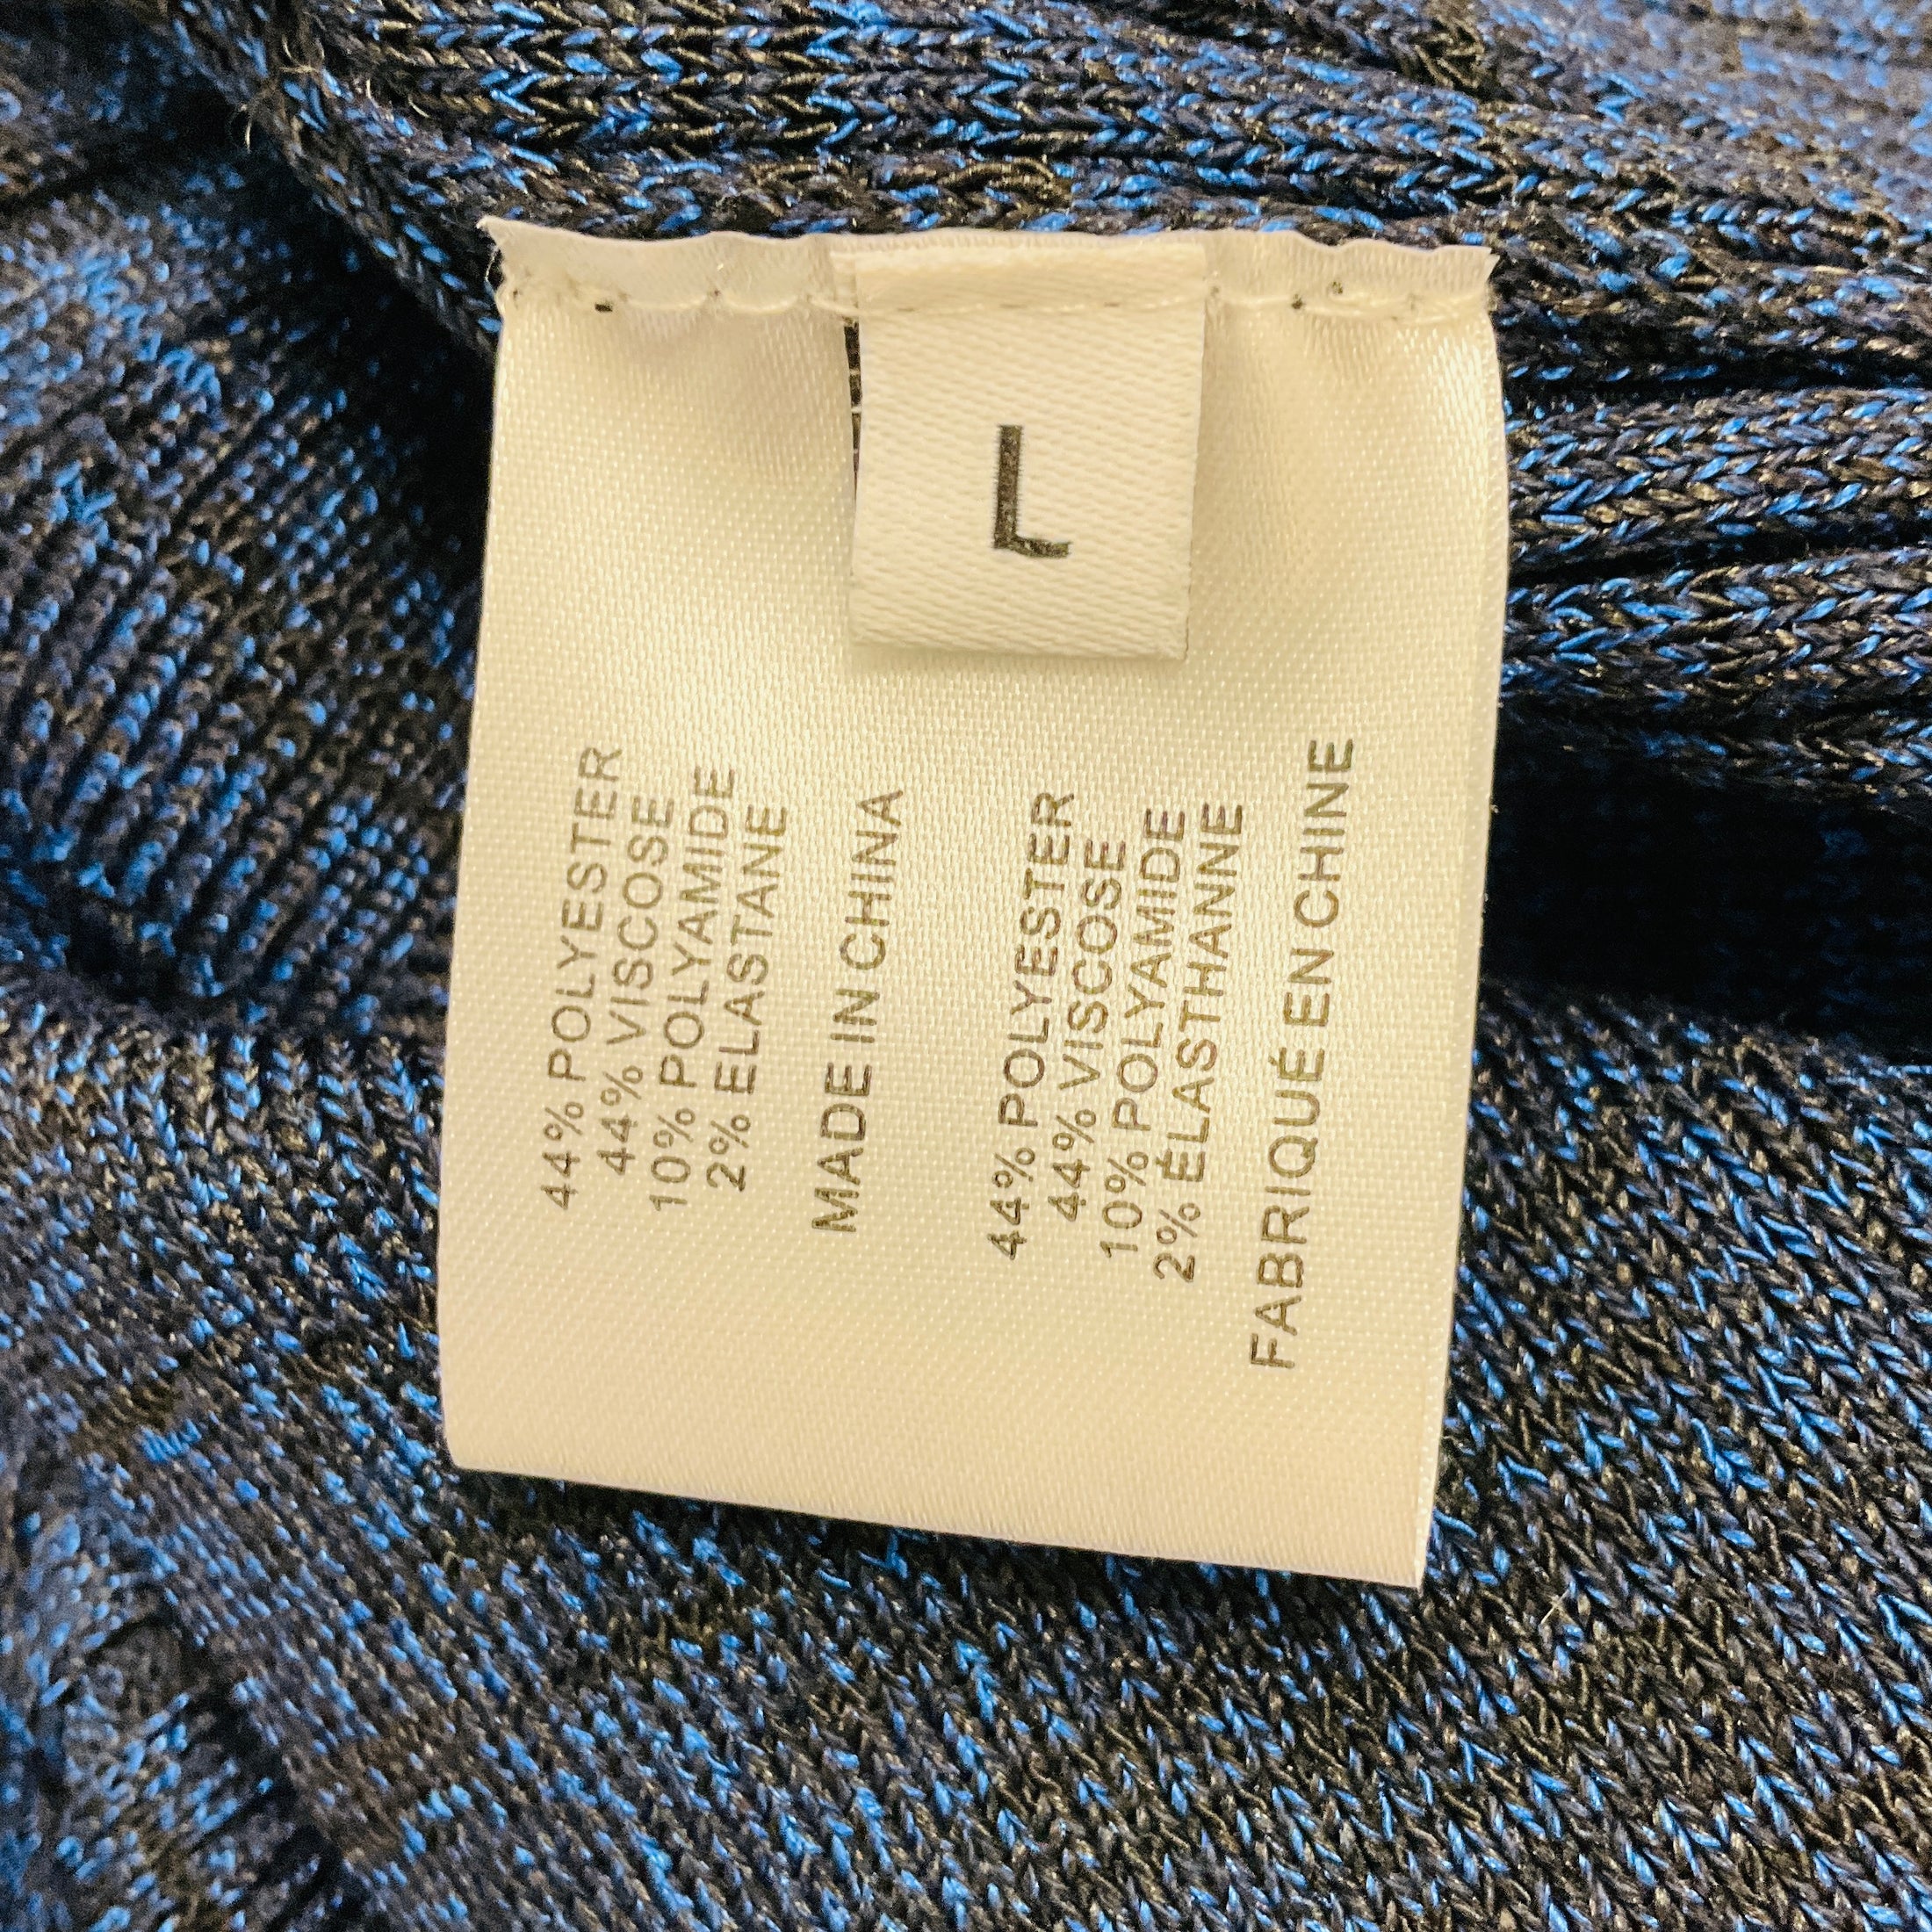 L
44% POLYESTER
44% VISCOSE
10% POLYAMIDE
2% ELASTANE
MADE IN CHINA
44% POLYESTER
44% VISCOSE
10% POLYAMIDE
2% ÉLASTHANNE
FABRIQUÉ EN CHINE